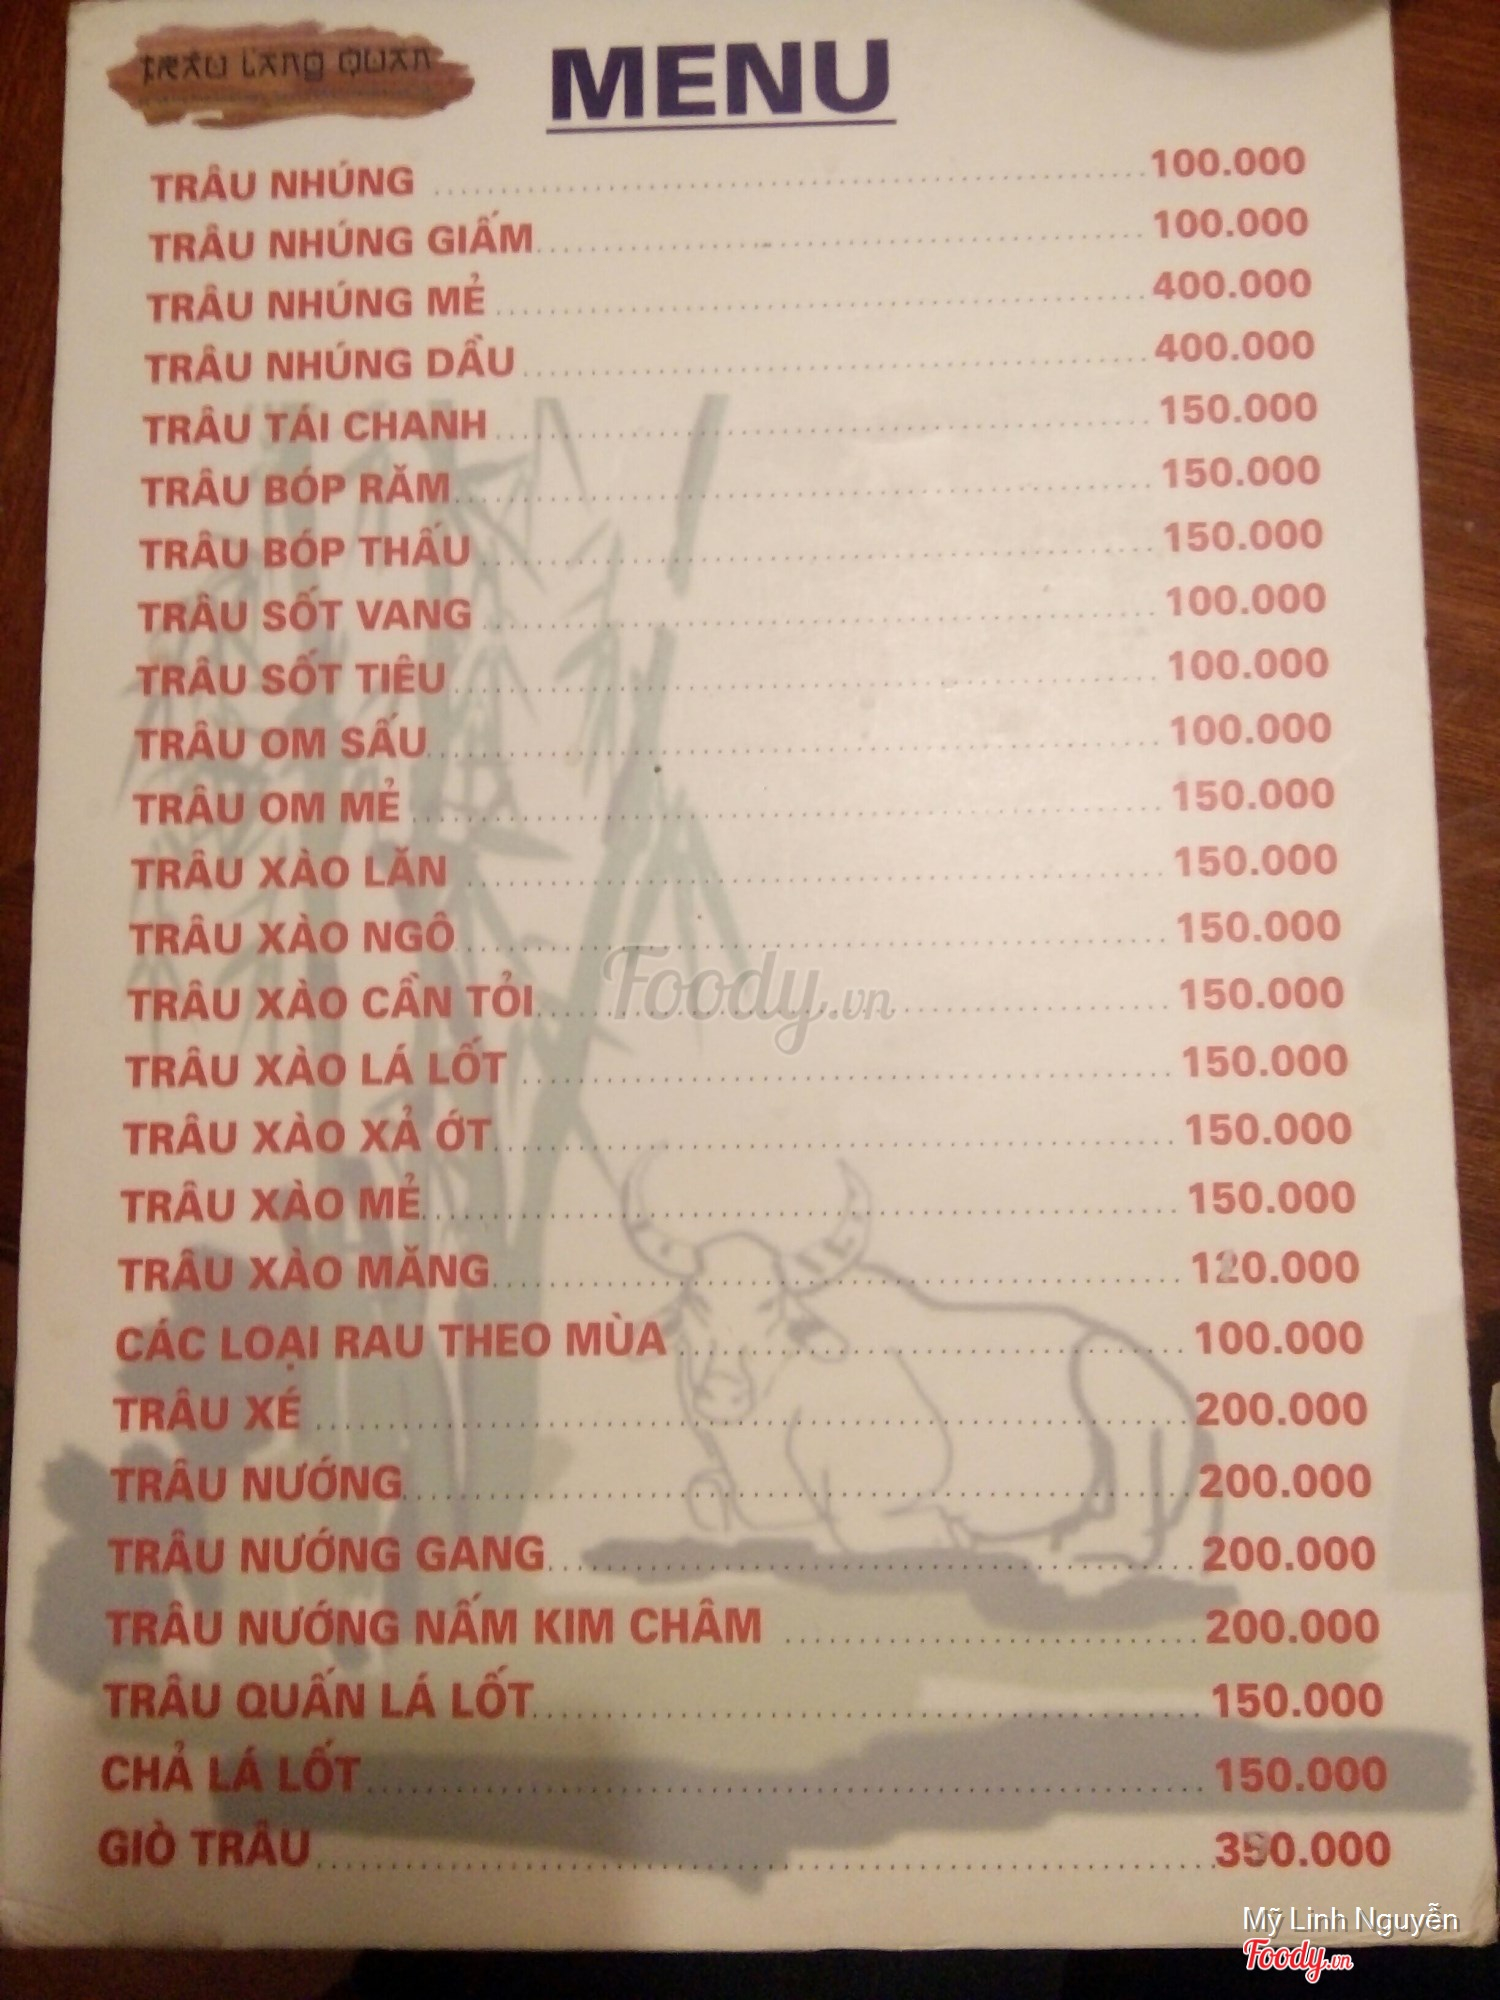 TRÂU LANG QUÁN
MENU
TRÂU NHÚNG 100.000
TRÂU NHÚNG GIẤM 100.000
TRÂU NHÚNG MẺ 400.000
TRÂU NHÚNG DẦU 400.000
TRÂU TÁI CHANH 150.000
TRÂU BÓP RĂM 150.000
TRÂU BÓP THẤU 150.000
TRÂU SỐT VANG 100.000
TRÂU SỐT TIÊU 100.000
TRÂU OM SẤU 100.000
TRÂU OM MẺ 150.000
TRÂU XÀO LĂN 150.000
TRÂU XÀO NGÔ 150.000
TRÂU XÀO CẦN TỎI 150.000
TRÂU XÀO LÁ LỐT 150.000
TRÂU XÀO XẢ ỚT 150.000
TRÂU XÀO MẺ 150.000
TRÂU XÀO MĂNG 120.000
CÁC LOẠI RAU THEO MÙA 100.000
TRÂU XÉ 200.000
TRÂU NƯỚNG 200.000
TRÂU NƯỚNG GANG 200.000
TRÂU NƯỚNG NẤM KIM CHÂM 200.000
TRÂU QUẤN LÁ LỐT 150.000
CHẢ LÁ LỐT 150.000
GIÒ TRÂU 350.000
Foody.vn
Mỹ Linh Nguyễn
Foody.vn